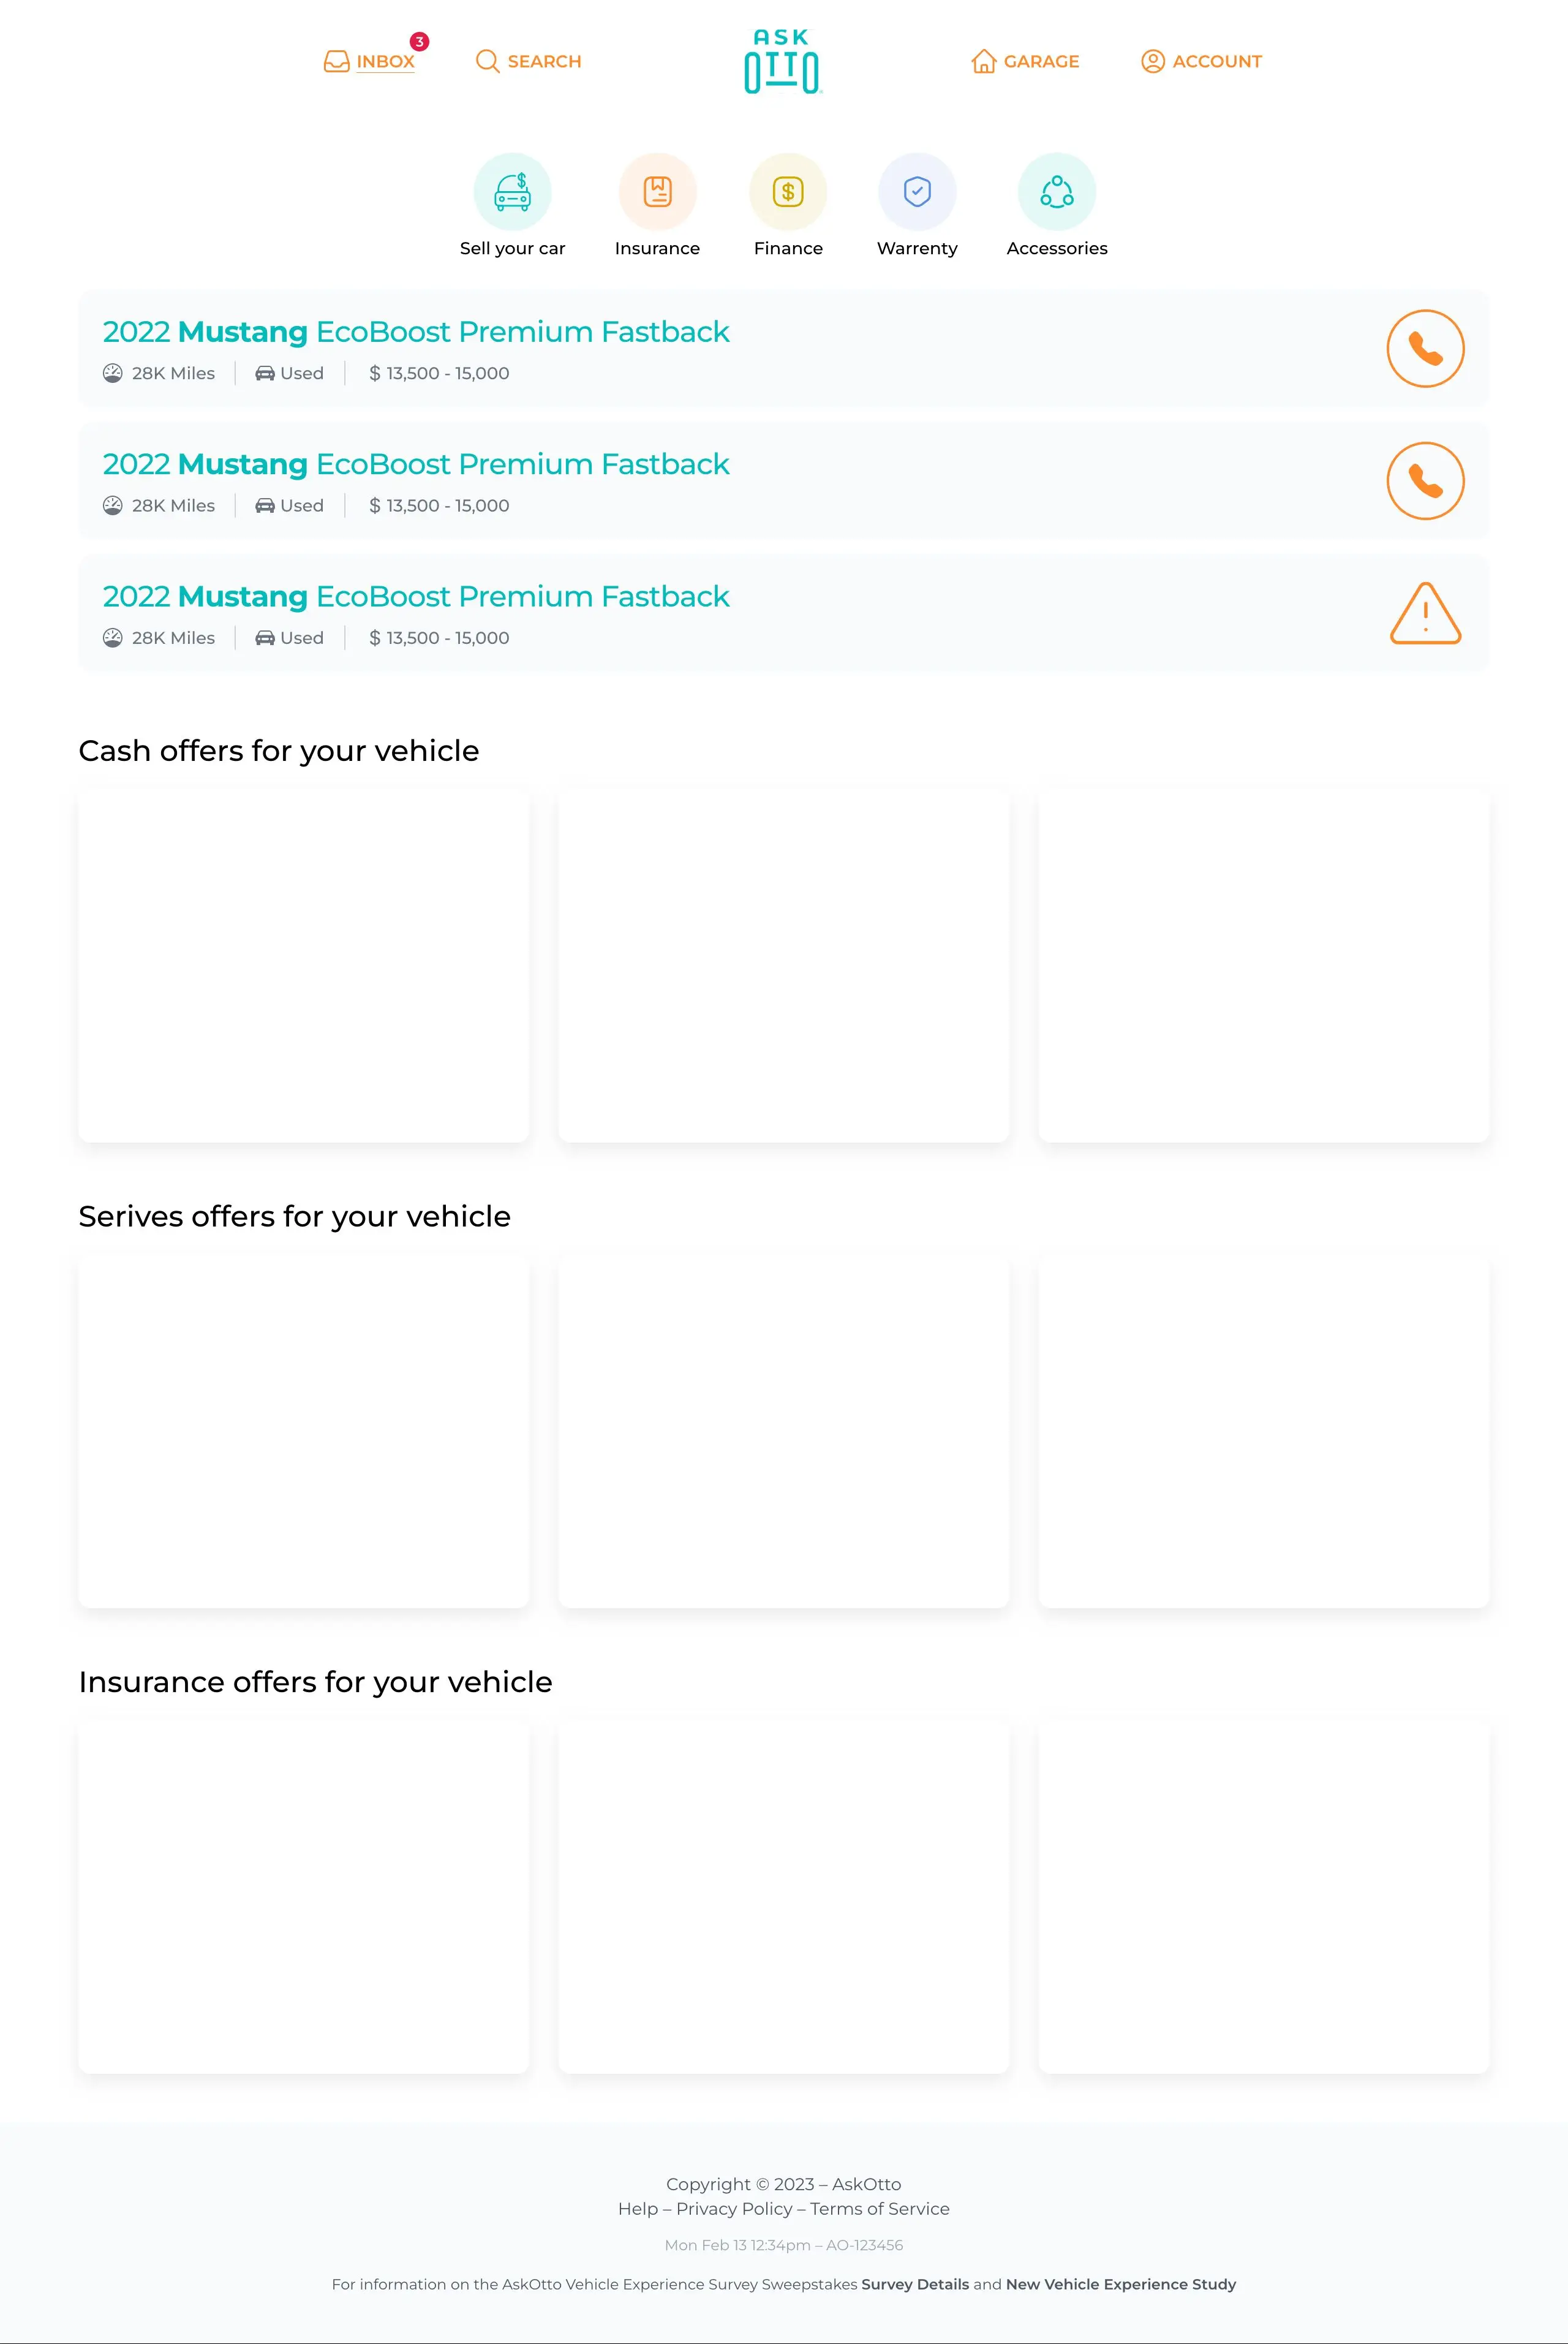 INBOX 3
SEARCH
ASK
OTTO
GARAGE
ACCOUNT
Sell your car
Insurance
Finance
Warrenty
Accessories
2022 Mustang EcoBoost Premium Fastback
28K Miles Used $ 13,500 - 15,000
2022 Mustang EcoBoost Premium Fastback
28K Miles Used $ 13,500 - 15,000
2022 Mustang EcoBoost Premium Fastback
28K Miles Used $ 13,500 - 15,000
Cash offers for your vehicle
Serives offers for your vehicle
Insurance offers for your vehicle
Copyright © 2023 – AskOtto
Help – Privacy Policy – Terms of Service
Mon Feb 13 12:34pm – AO-123456
For information on the AskOtto Vehicle Experience Survey Sweepstakes Survey Details and New Vehicle Experience Study